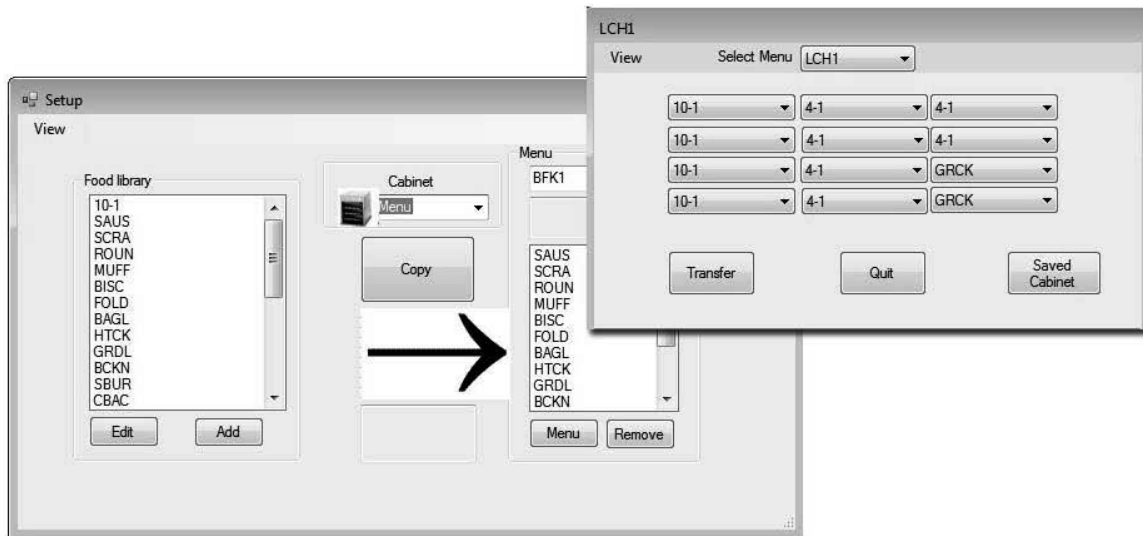 Setup
View
Food library
10-1
SAUS
SCRA
ROUN
MUFF
BISC
FOLD
BAGL
HTCK
GRDL
BCKN
SBUR
CBAC
Edit Add
Cabinet
Menu
Copy
Menu
BFK1
SAUS
SCRA
ROUN
MUFF
BISC
FOLD
BAGL
HTCK
GRDL
BCKN
Menu Remove
LCH1
View Select Menu LCH1
10-1 4-1 4-1
10-1 4-1 4-1
10-1 4-1 GRCK
10-1 4-1 GRCK
Transfer Quit Saved
Cabinet